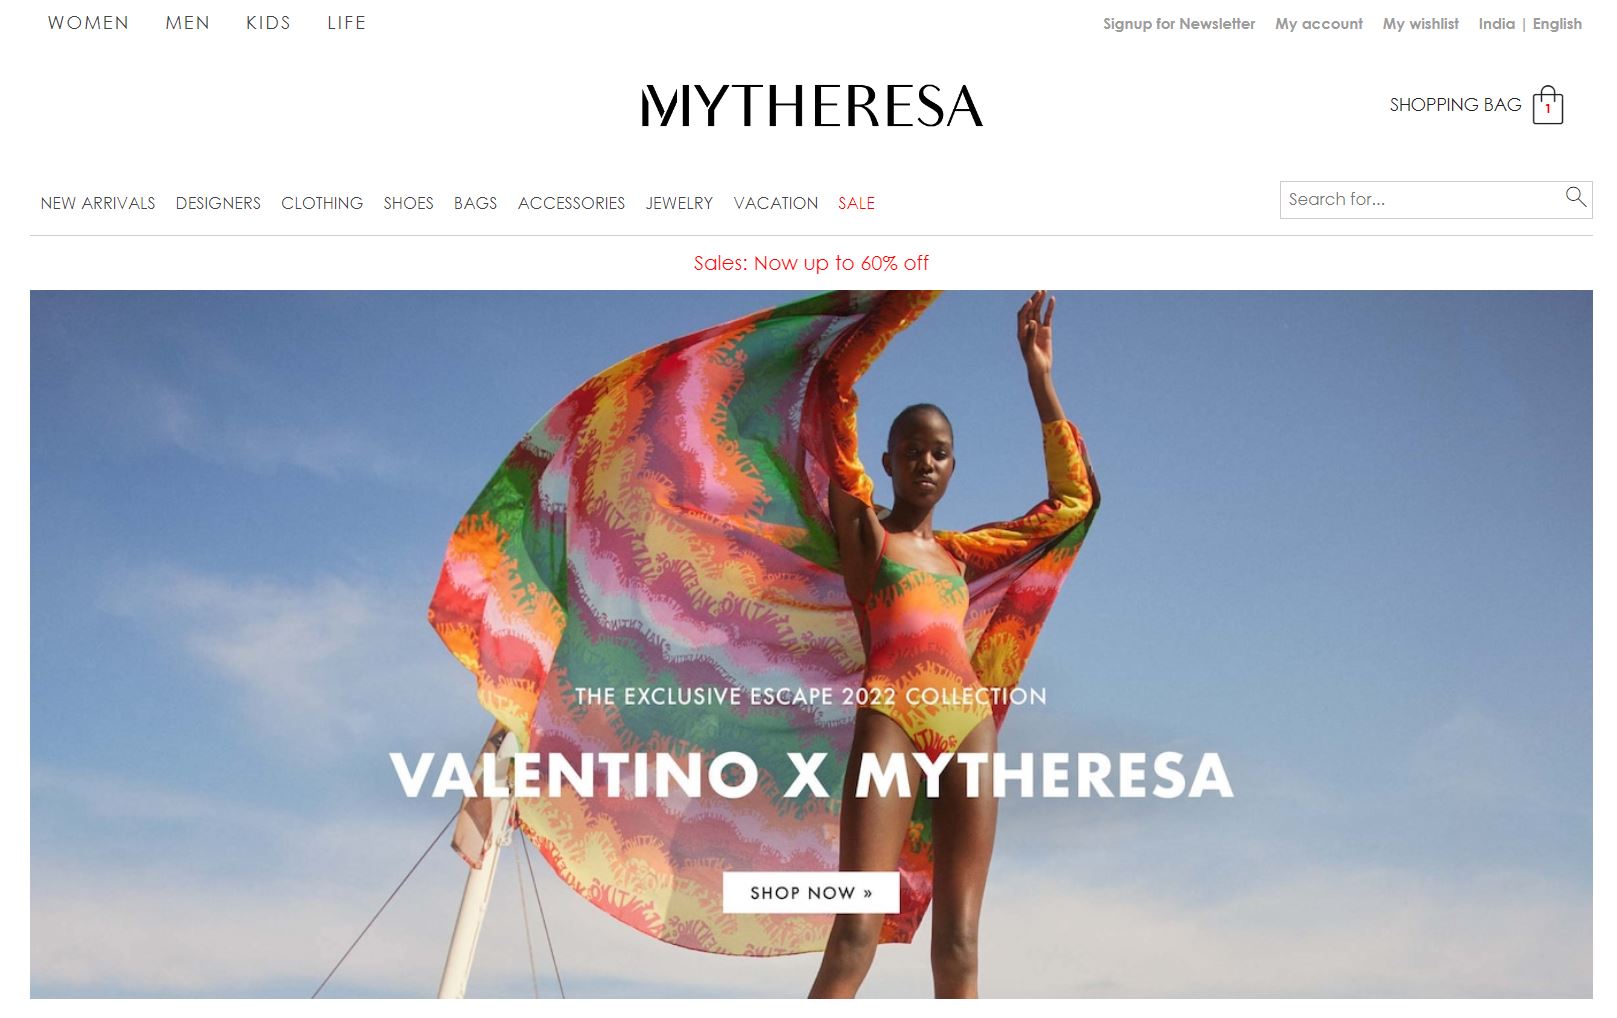 WOMEN MEN KIDS LIFE
Signup for Newsletter My account My wishlist India | English
MYTHERESA
SHOPPING BAG 1
NEW ARRIVALS DESIGNERS CLOTHING SHOES BAGS ACCESSORIES JEWELRY VACATION SALE
Search for...
Sales: Now up to 60% off
THE EXCLUSIVE ESCAPE 2022 COLLECTION
VALENTINO X MYTHERESA
SHOP NOW »